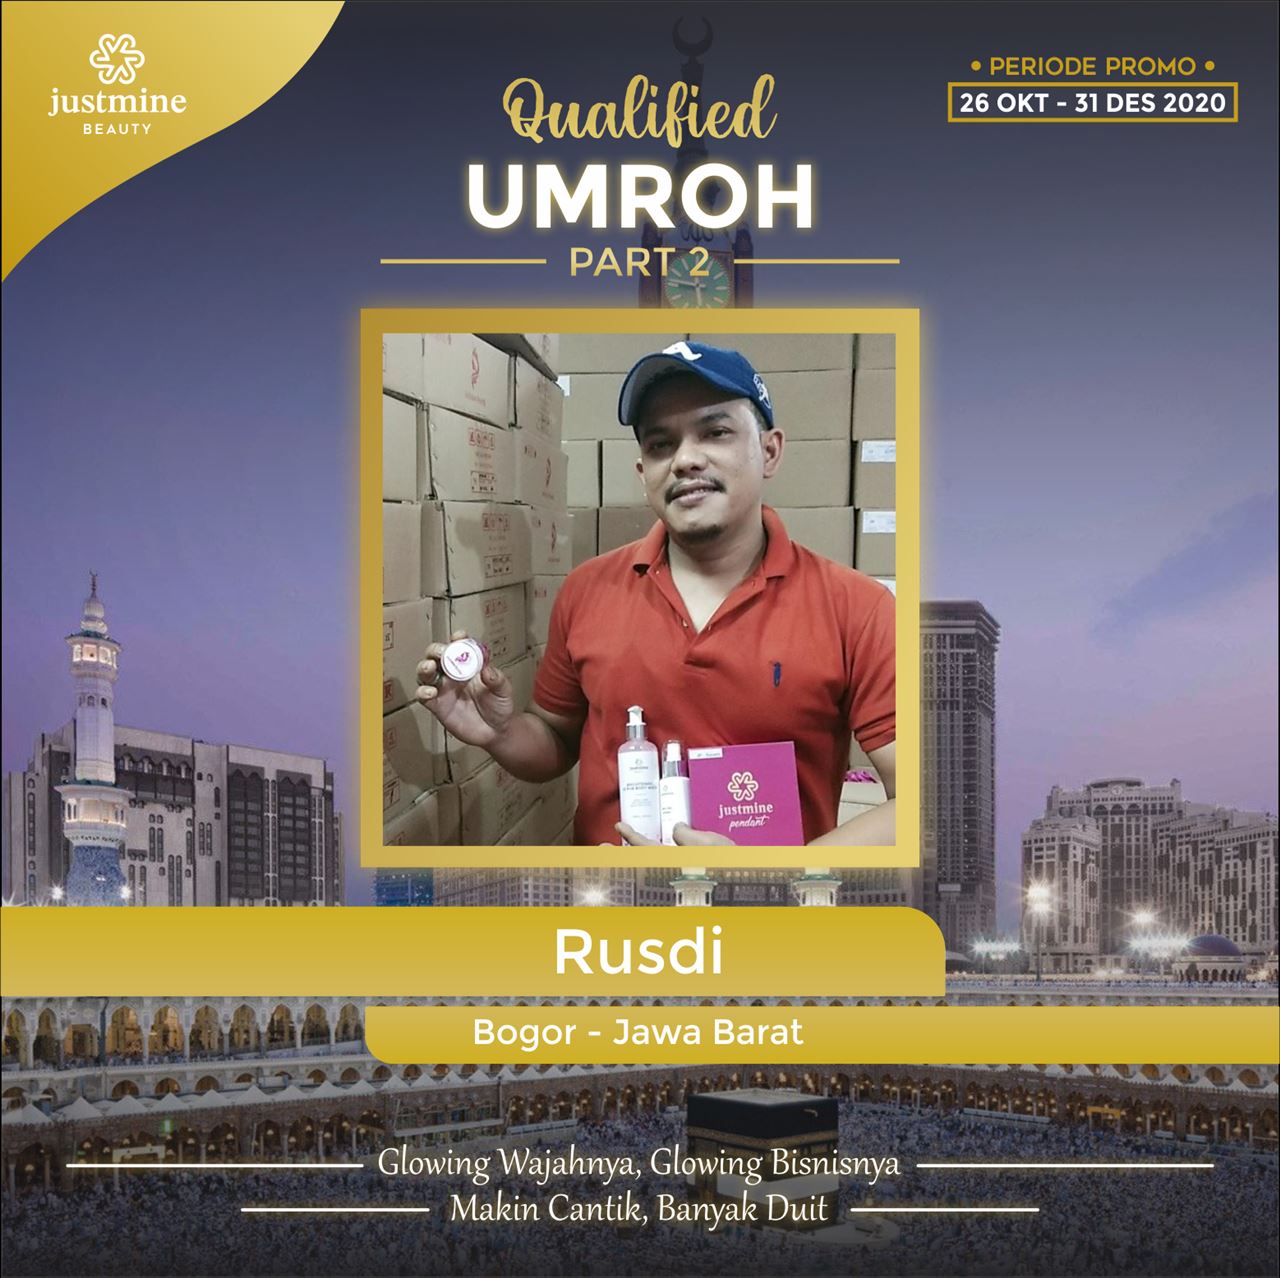 justmine
BEAUTY
• PERIODE PROMO •
26 OKT - 31 DES 2020
Qualified
UMROH
PART 2
justmine
pendant
Rusdi
Bogor - Jawa Barat
Glowing Wajahnya, Glowing Bisnisnya
Makin Cantik, Banyak Duit